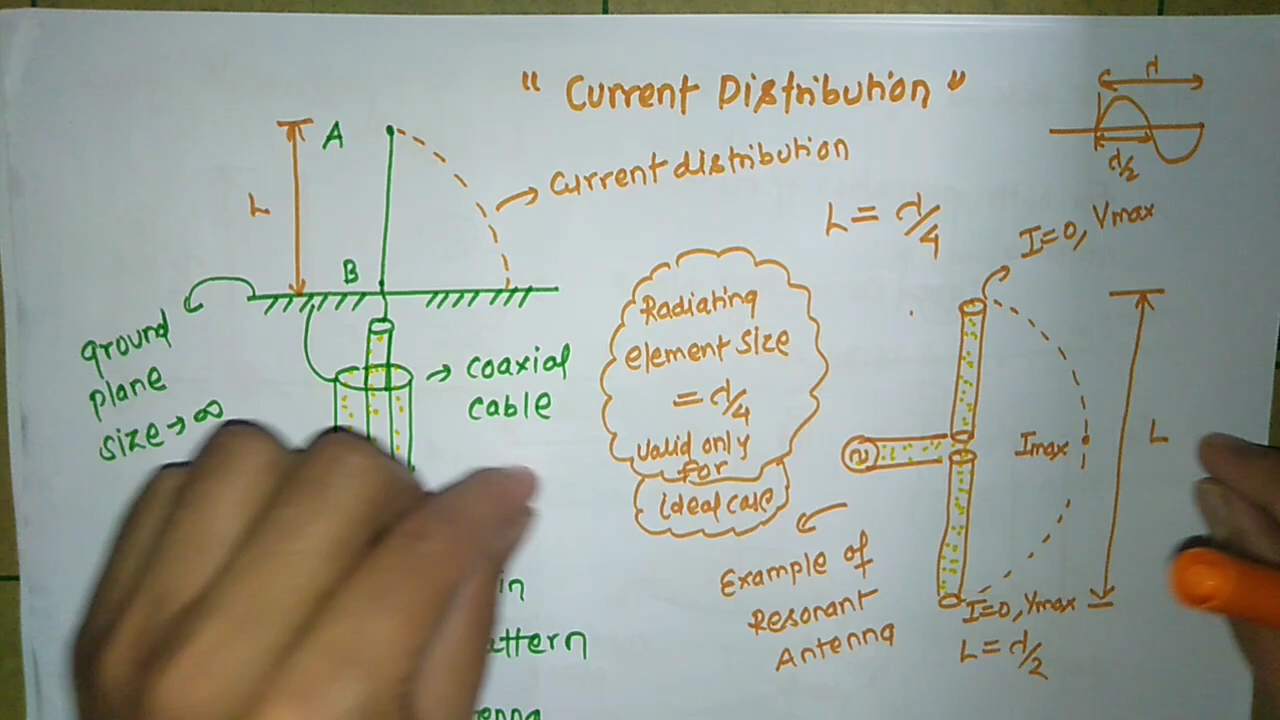 "Current Distribution"
λ
λ/2
A
L
B
Current distribution
L = λ/4
I=0, Vmax
ground
plane
size→∞
coaxial
cable
Radiating
element size
= λ/4
valid only
for
ideal case
Imax
L
Example of
Resonant
Antenna
I=0, Vmax
L = λ/2